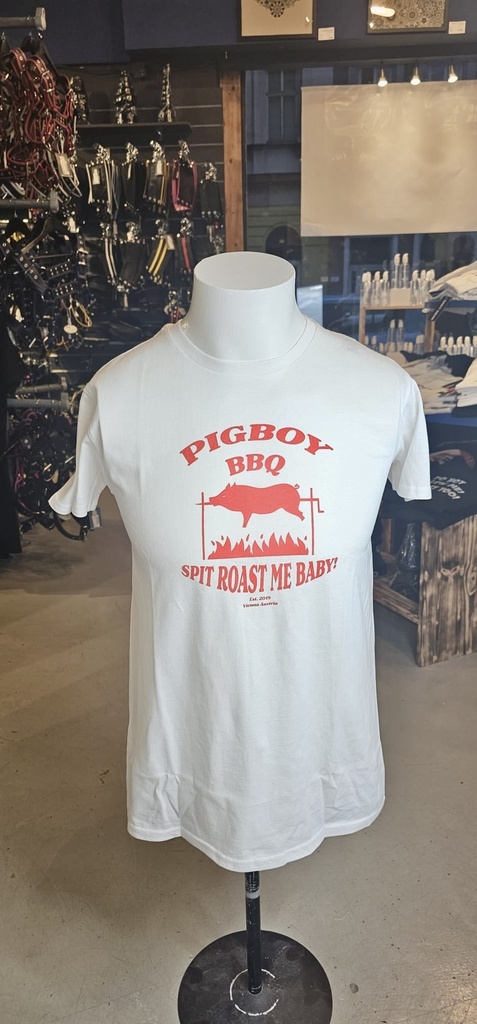 PIGBOY
BBQ
SPIT ROAST ME BABY!
Est. 2019
Vienna Austria